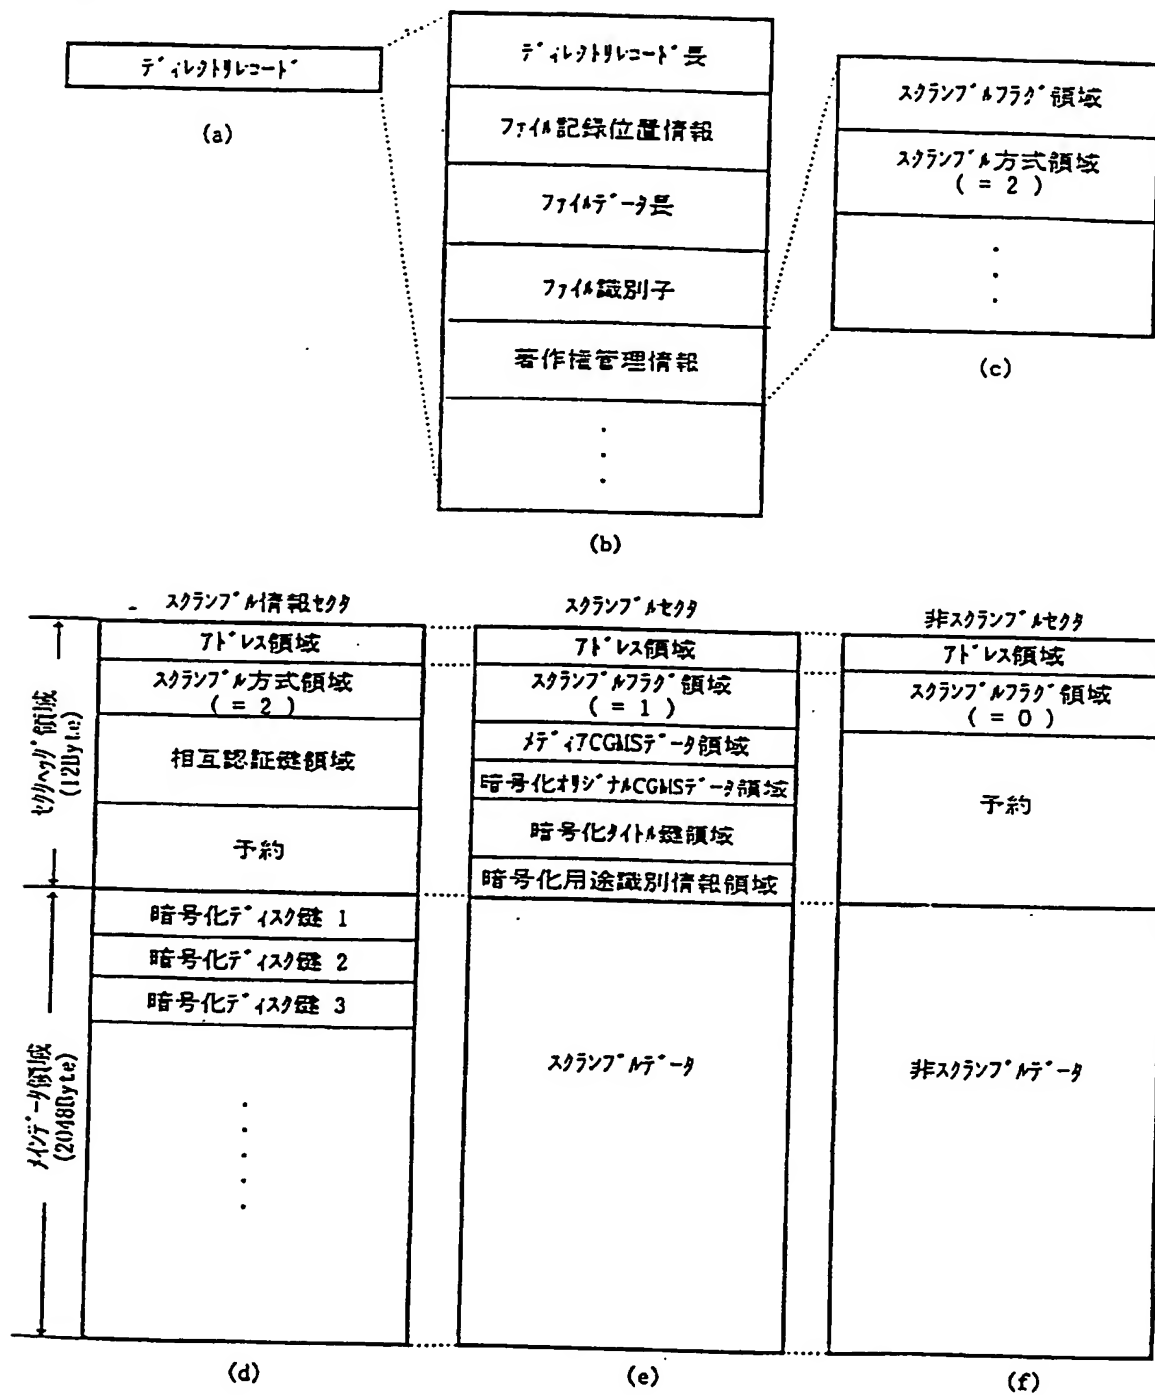 ディレクトリレコード
(a)
ディレクトリレコード長
ファイル記録位置情報
ファイルデータ長
ファイル識別子
著作権管理情報
(b)
スクランブルフラグ領域
スクランブル方式領域
( = 2 )
(c)
スクランブル情報セクタ
アドレス領域
スクランブル方式領域
( = 2 )
相互認証鍵領域
予約
暗号化ディスク鍵 1
暗号化ディスク鍵 2
暗号化ディスク鍵 3
(d)
セクタヘッダ領域
(12Byte)
メインデータ領域
(2048Byte)
スクランブルセクタ
アドレス領域
スクランブルフラグ領域
( = 1 )
メディアCGMSデータ領域
暗号化オリジナルCGMSデータ領域
暗号化タイトル鍵領域
暗号化用途識別情報領域
スクランブルデータ
(e)
非スクランブルセクタ
アドレス領域
スクランブルフラグ領域
( = 0 )
予約
非スクランブルデータ
(f)